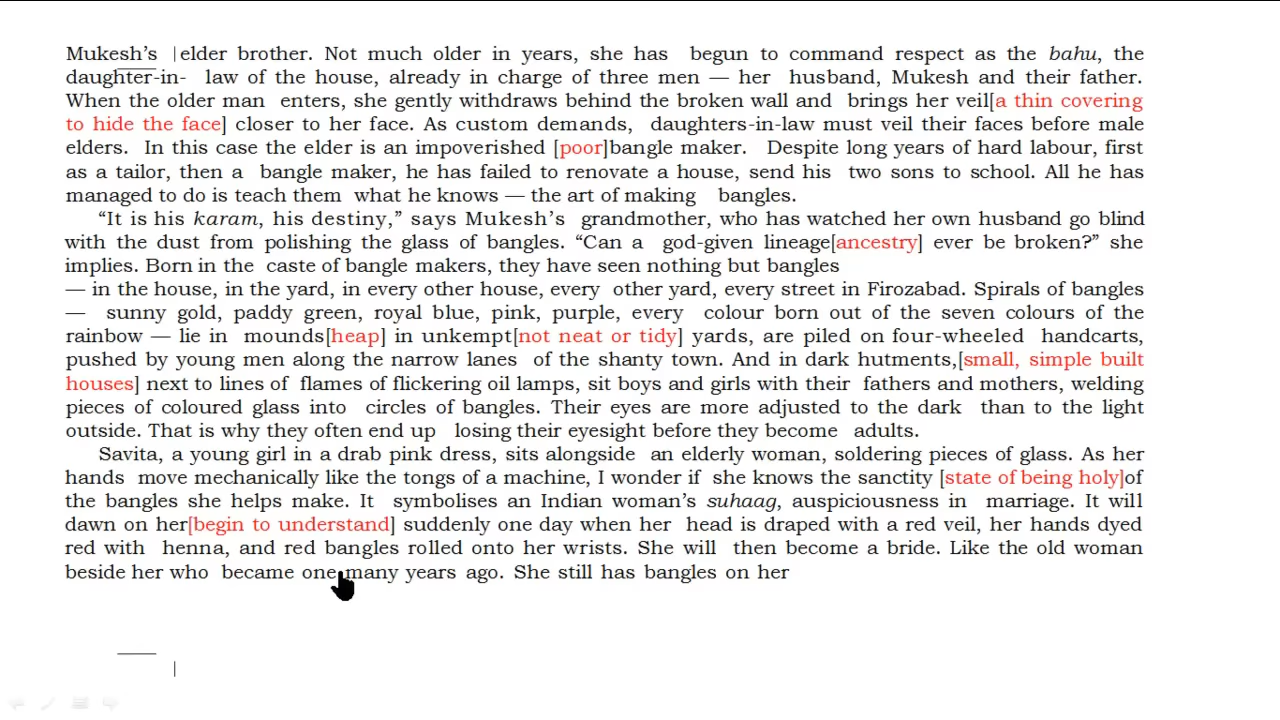 Mukesh’s elder brother. Not much older in years, she has begun to command respect as the bahu, the
daughter-in- law of the house, already in charge of three men — her husband, Mukesh and their father.
When the older man enters, she gently withdraws behind the broken wall and brings her veil[a thin covering
to hide the face] closer to her face. As custom demands, daughters-in-law must veil their faces before male
elders. In this case the elder is an impoverished [poor]bangle maker. Despite long years of hard labour, first
as a tailor, then a bangle maker, he has failed to renovate a house, send his two sons to school. All he has
managed to do is teach them what he knows — the art of making bangles.
“It is his karam, his destiny,” says Mukesh’s grandmother, who has watched her own husband go blind
with the dust from polishing the glass of bangles. “Can a god-given lineage[ancestry] ever be broken?” she
implies. Born in the caste of bangle makers, they have seen nothing but bangles
— in the house, in the yard, in every other house, every other yard, every street in Firozabad. Spirals of bangles
— sunny gold, paddy green, royal blue, pink, purple, every colour born out of the seven colours of the
rainbow — lie in mounds[heap] in unkempt[not neat or tidy] yards, are piled on four-wheeled handcarts,
pushed by young men along the narrow lanes of the shanty town. And in dark hutments,[small, simple built
houses] next to lines of flames of flickering oil lamps, sit boys and girls with their fathers and mothers, welding
pieces of coloured glass into circles of bangles. Their eyes are more adjusted to the dark than to the light
outside. That is why they often end up losing their eyesight before they become adults.
Savita, a young girl in a drab pink dress, sits alongside an elderly woman, soldering pieces of glass. As her
hands move mechanically like the tongs of a machine, I wonder if she knows the sanctity [state of being holy]of
the bangles she helps make. It symbolises an Indian woman’s suhaag, auspiciousness in marriage. It will
dawn on her[begin to understand] suddenly one day when her head is draped with a red veil, her hands dyed
red with henna, and red bangles rolled onto her wrists. She will then become a bride. Like the old woman
beside her who became one many years ago. She still has bangles on her